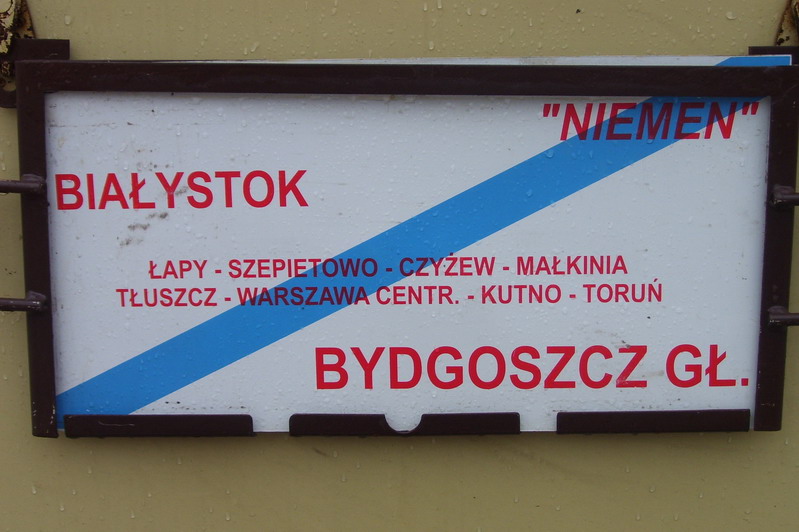 "NIEMEN"
BIAŁYSTOK
ŁAPY - SZEPIETOWO - CZYŻEW - MAŁKINIA
TŁUSZCZ - WARSZAWA CENTR. - KUTNO - TORUŃ
BYDGOSZCZ GŁ.